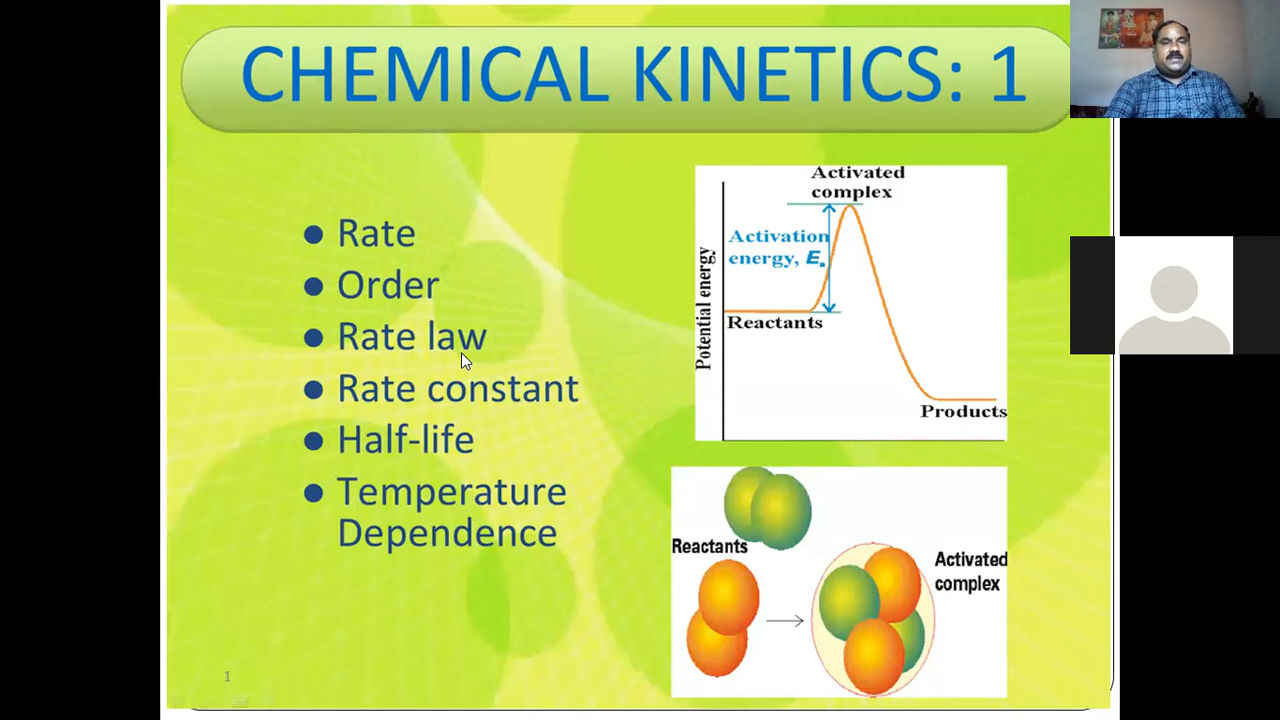 CHEMICAL KINETICS: 1
● Rate
● Order
● Rate law
● Rate constant
● Half-life
● Temperature
Dependence
Activated
complex
Activation
energy, Ea
Potential energy
Reactants
Products
Reactants
Activated
complex
1